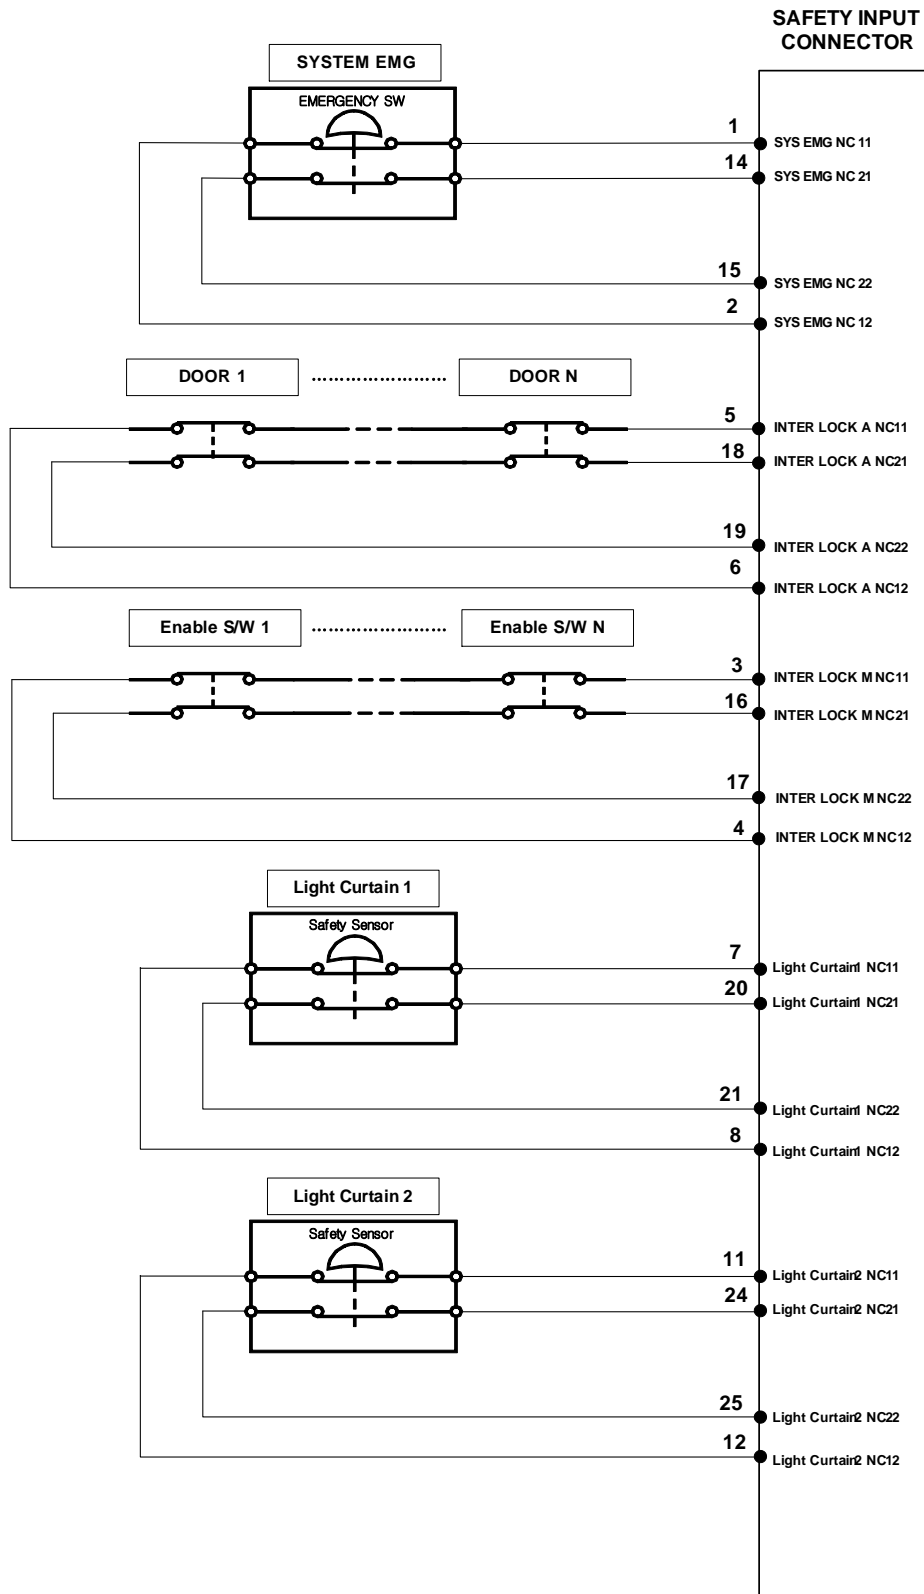 SAFETY INPUT
CONNECTOR
SYSTEM EMG
EMERGENCY SW
1
SYS EMG NC 11
14
SYS EMG NC 21
15
SYS EMG NC 22
2
SYS EMG NC 12
DOOR 1 ........................ DOOR N
5
INTER LOCK A NC11
18
INTER LOCK A NC21
19
INTER LOCK A NC22
6
INTER LOCK A NC12
Enable S/W 1 ........................ Enable S/W N
3
INTER LOCK M NC11
16
INTER LOCK M NC21
17
INTER LOCK M NC22
4
INTER LOCK M NC12
Light Curtain 1
Safety Sensor
7
Light Curtain1 NC11
20
Light Curtain1 NC21
21
Light Curtain1 NC22
8
Light Curtain1 NC12
Light Curtain 2
Safety Sensor
11
Light Curtain2 NC11
24
Light Curtain2 NC21
25
Light Curtain2 NC22
12
Light Curtain2 NC12